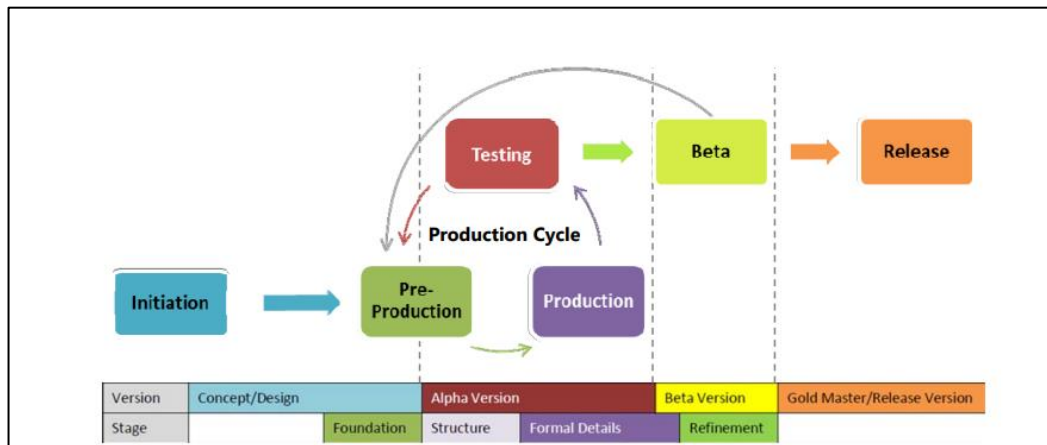 Testing
Beta
Release
Production Cycle
Initiation
Pre-
Production
Production
Version
Concept/Design
Alpha Version
Beta Version
Gold Master/Release Version
Stage
Foundation
Structure
Formal Details
Refinement